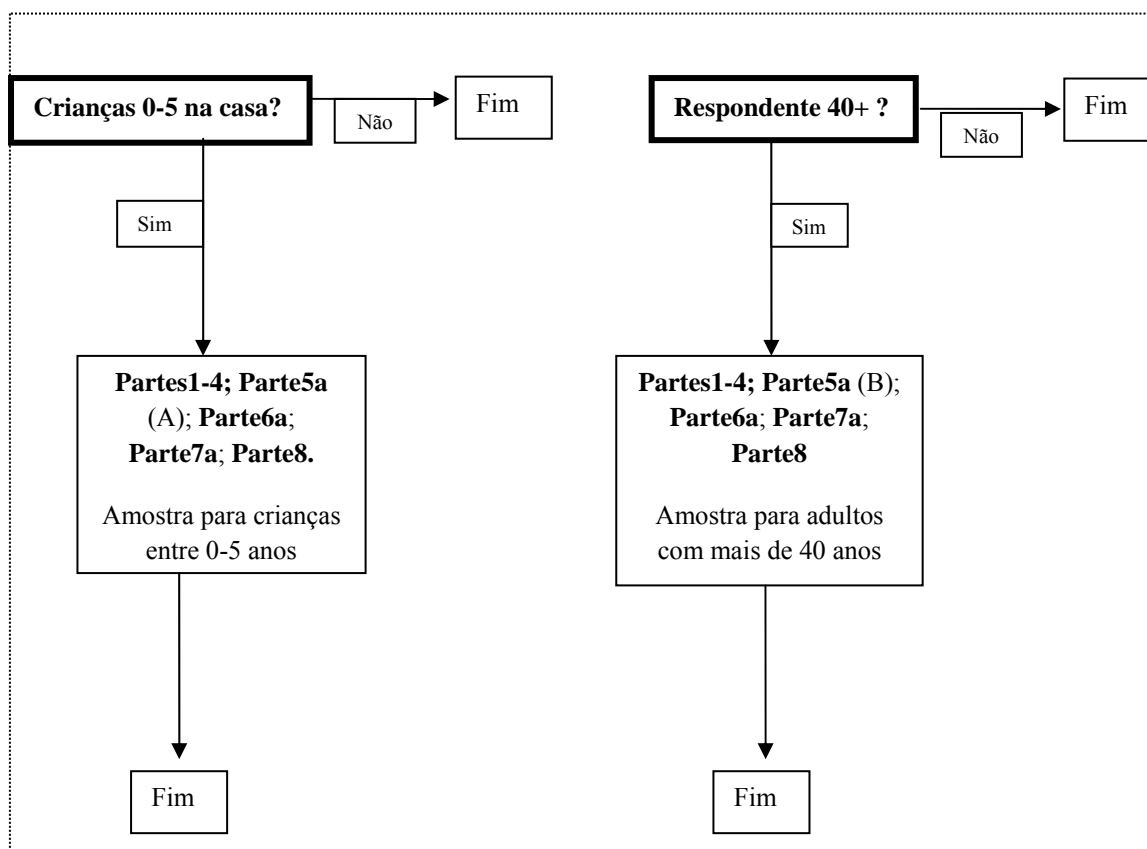 Crianças 0-5 na casa?
Não
Fim
Sim
Partes1-4; Parte5a
(A); Parte6a;
Parte7a; Parte8.
Amostra para crianças
entre 0-5 anos
Fim
Respondente 40+ ?
Não
Fim
Sim
Partes1-4; Parte5a (B);
Parte6a; Parte7a;
Parte8
Amostra para adultos
com mais de 40 anos
Fim